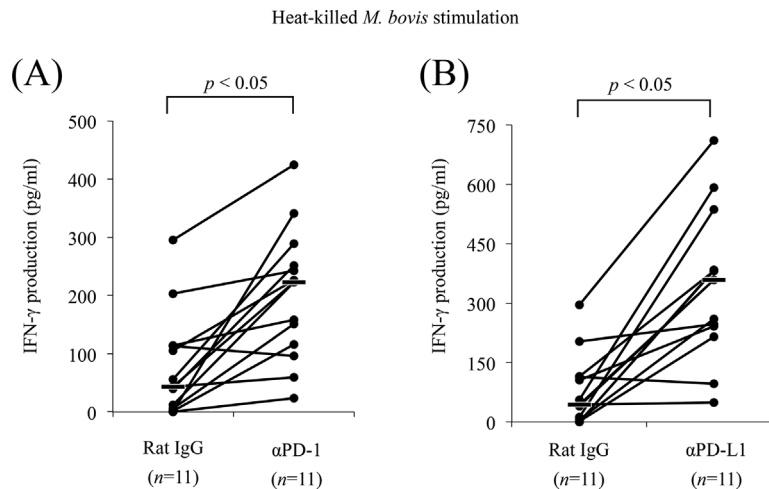 Heat-killed M. bovis stimulation
(A)
p < 0.05
IFN-γ production (pg/ml)
500
400
300
200
100
0
Rat IgG
(n=11)
αPD-1
(n=11)
(B)
p < 0.05
IFN-γ production (pg/ml)
750
600
450
300
150
0
Rat IgG
(n=11)
αPD-L1
(n=11)